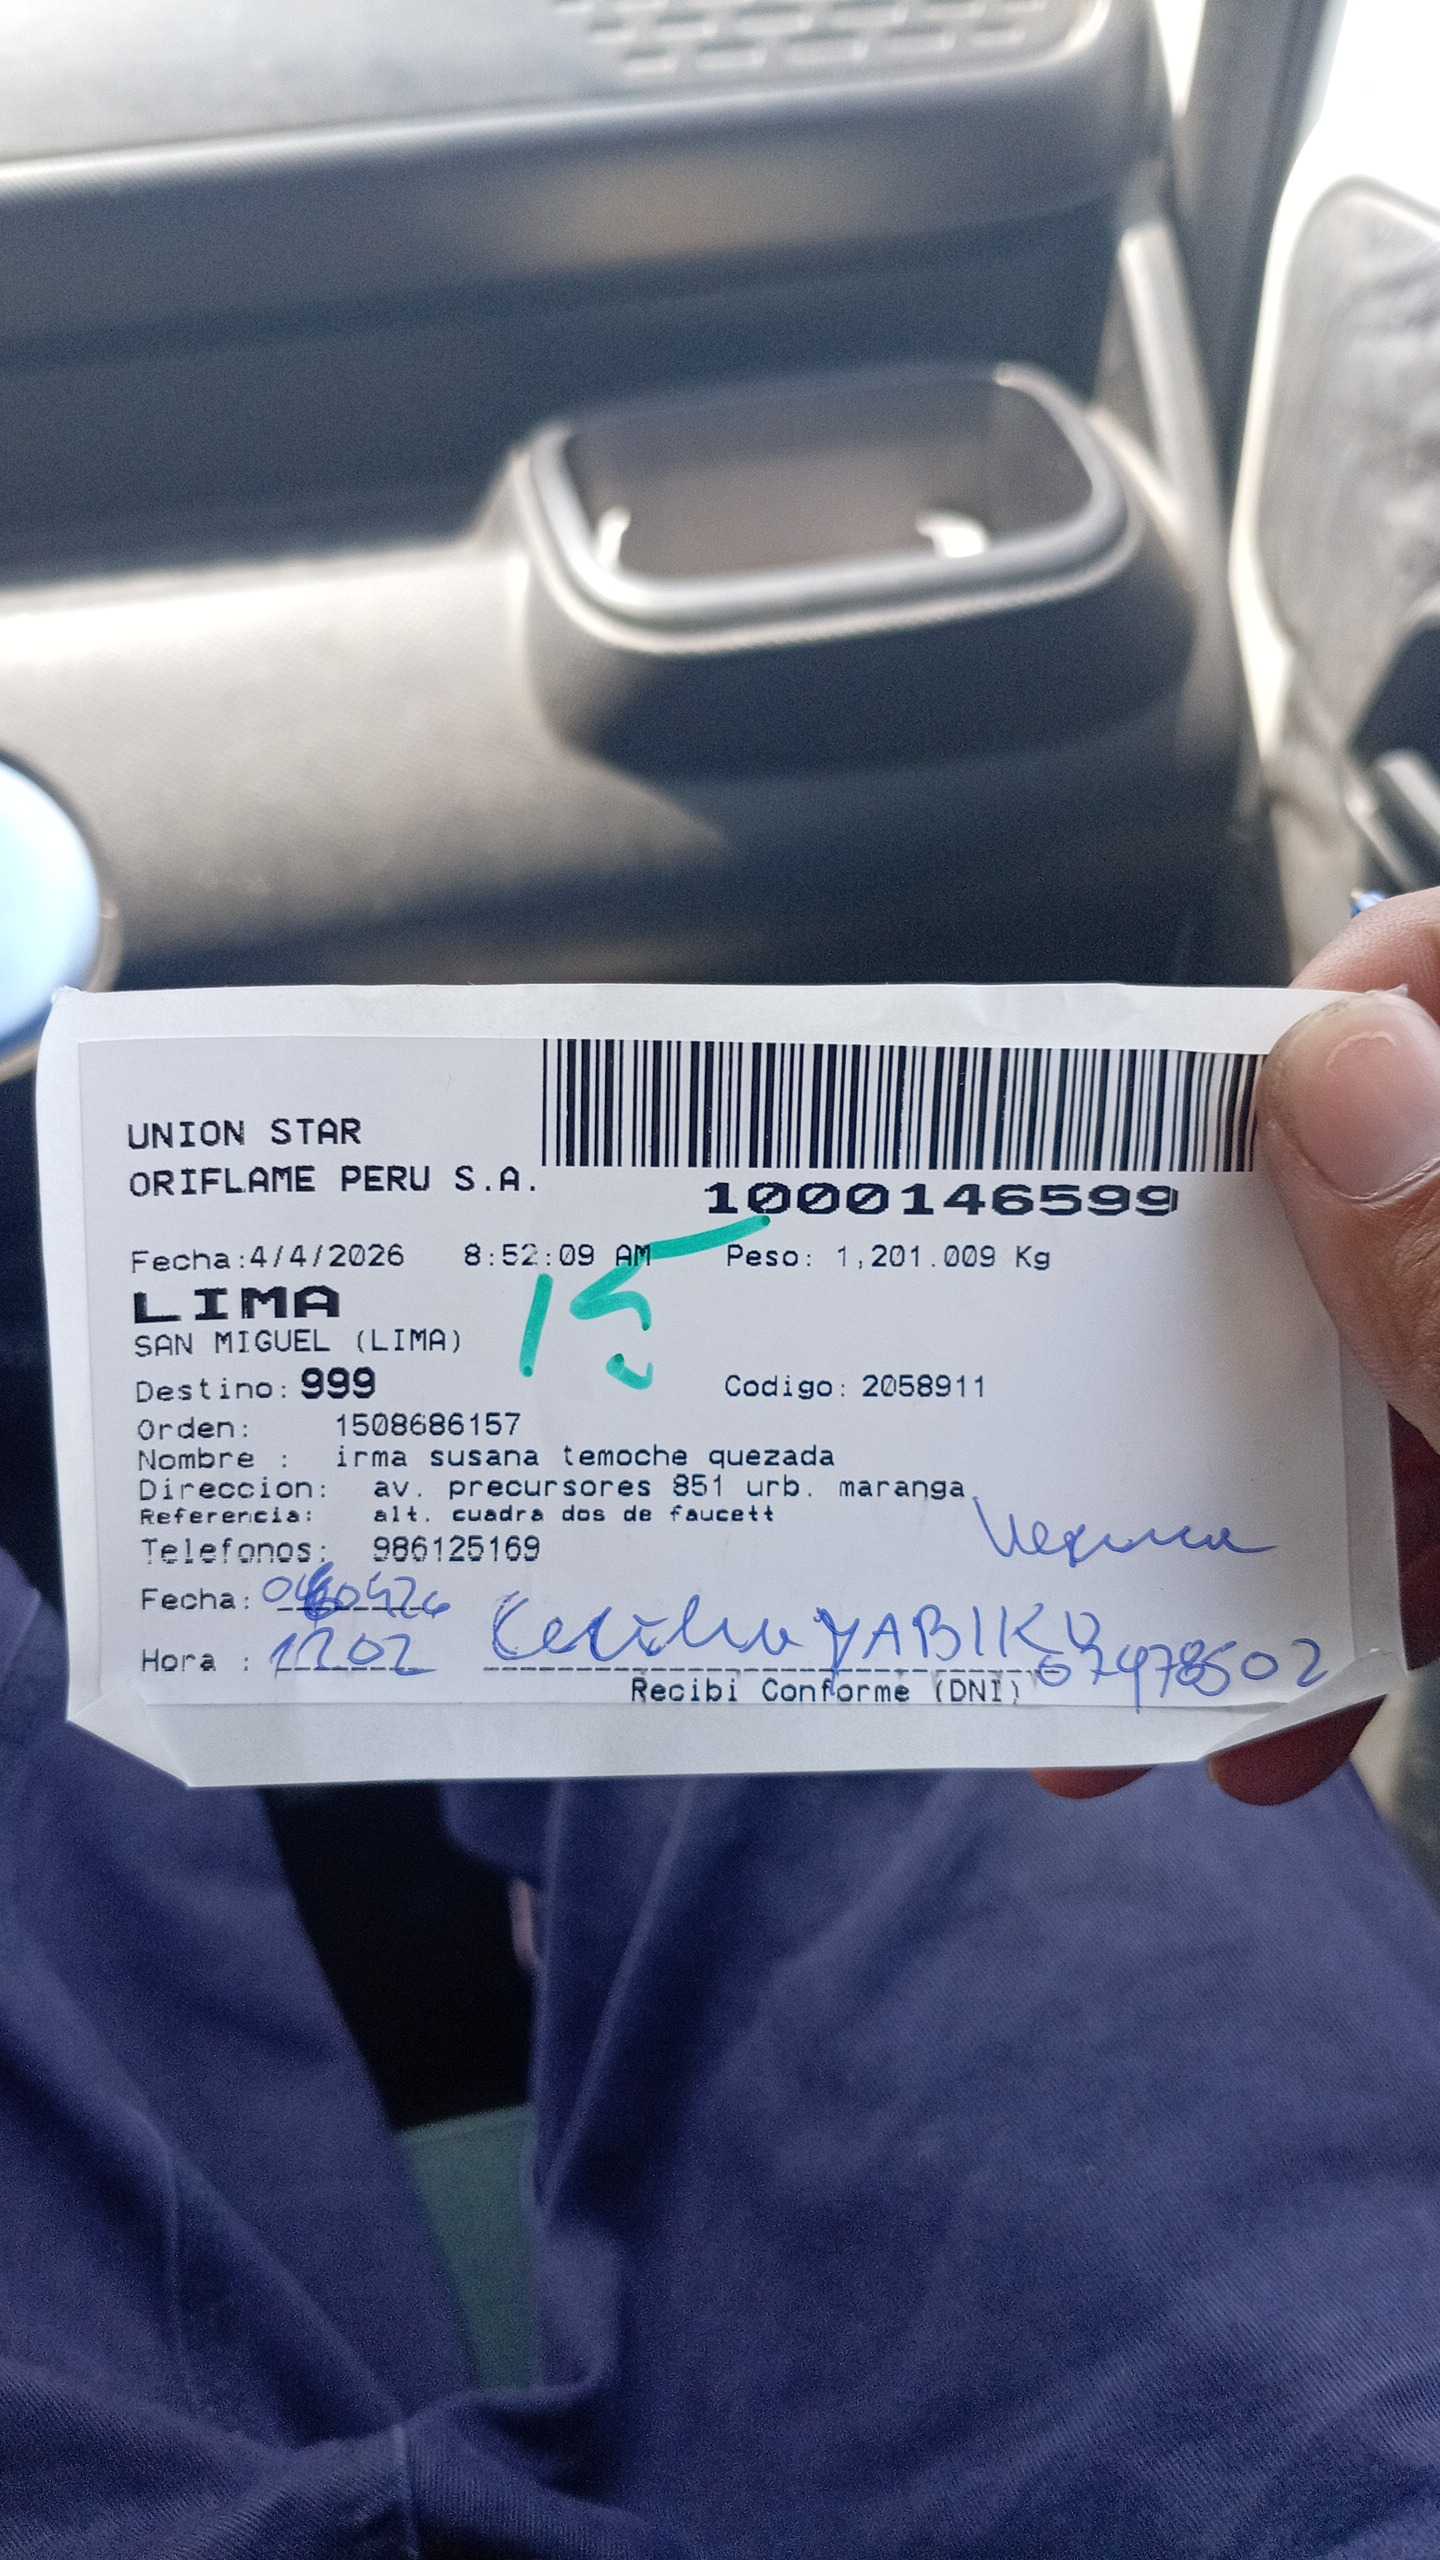 UNION STAR
ORIFLAME PERU S.A.
1000146599
Fecha:4/4/2026 8:52:09 AM Peso: 1,201.009 Kg
LIMA
15
SAN MIGUEL (LIMA)
Destino: 999 Codigo: 2058911
Orden: 1508686157
Nombre : irma susana temoche quezada
Direccion: av. precursores 851 urb. maranga
Referencia: alt. cuadra dos de faucett
Telefonos: 986125169
Fecha:
Hora : YABIKU
Recibi Conforme (DNI)